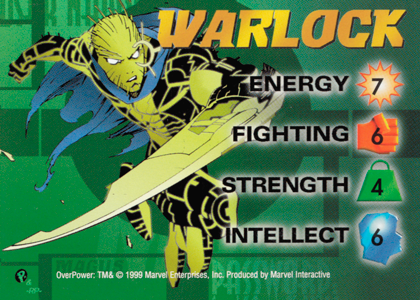 WARLOCK
ENERGY 7
FIGHTING 6
STRENGTH 4
INTELLECT 6
OverPower: TM& © 1999 Marvel Enterprises, Inc. Produced by Marvel Interactive